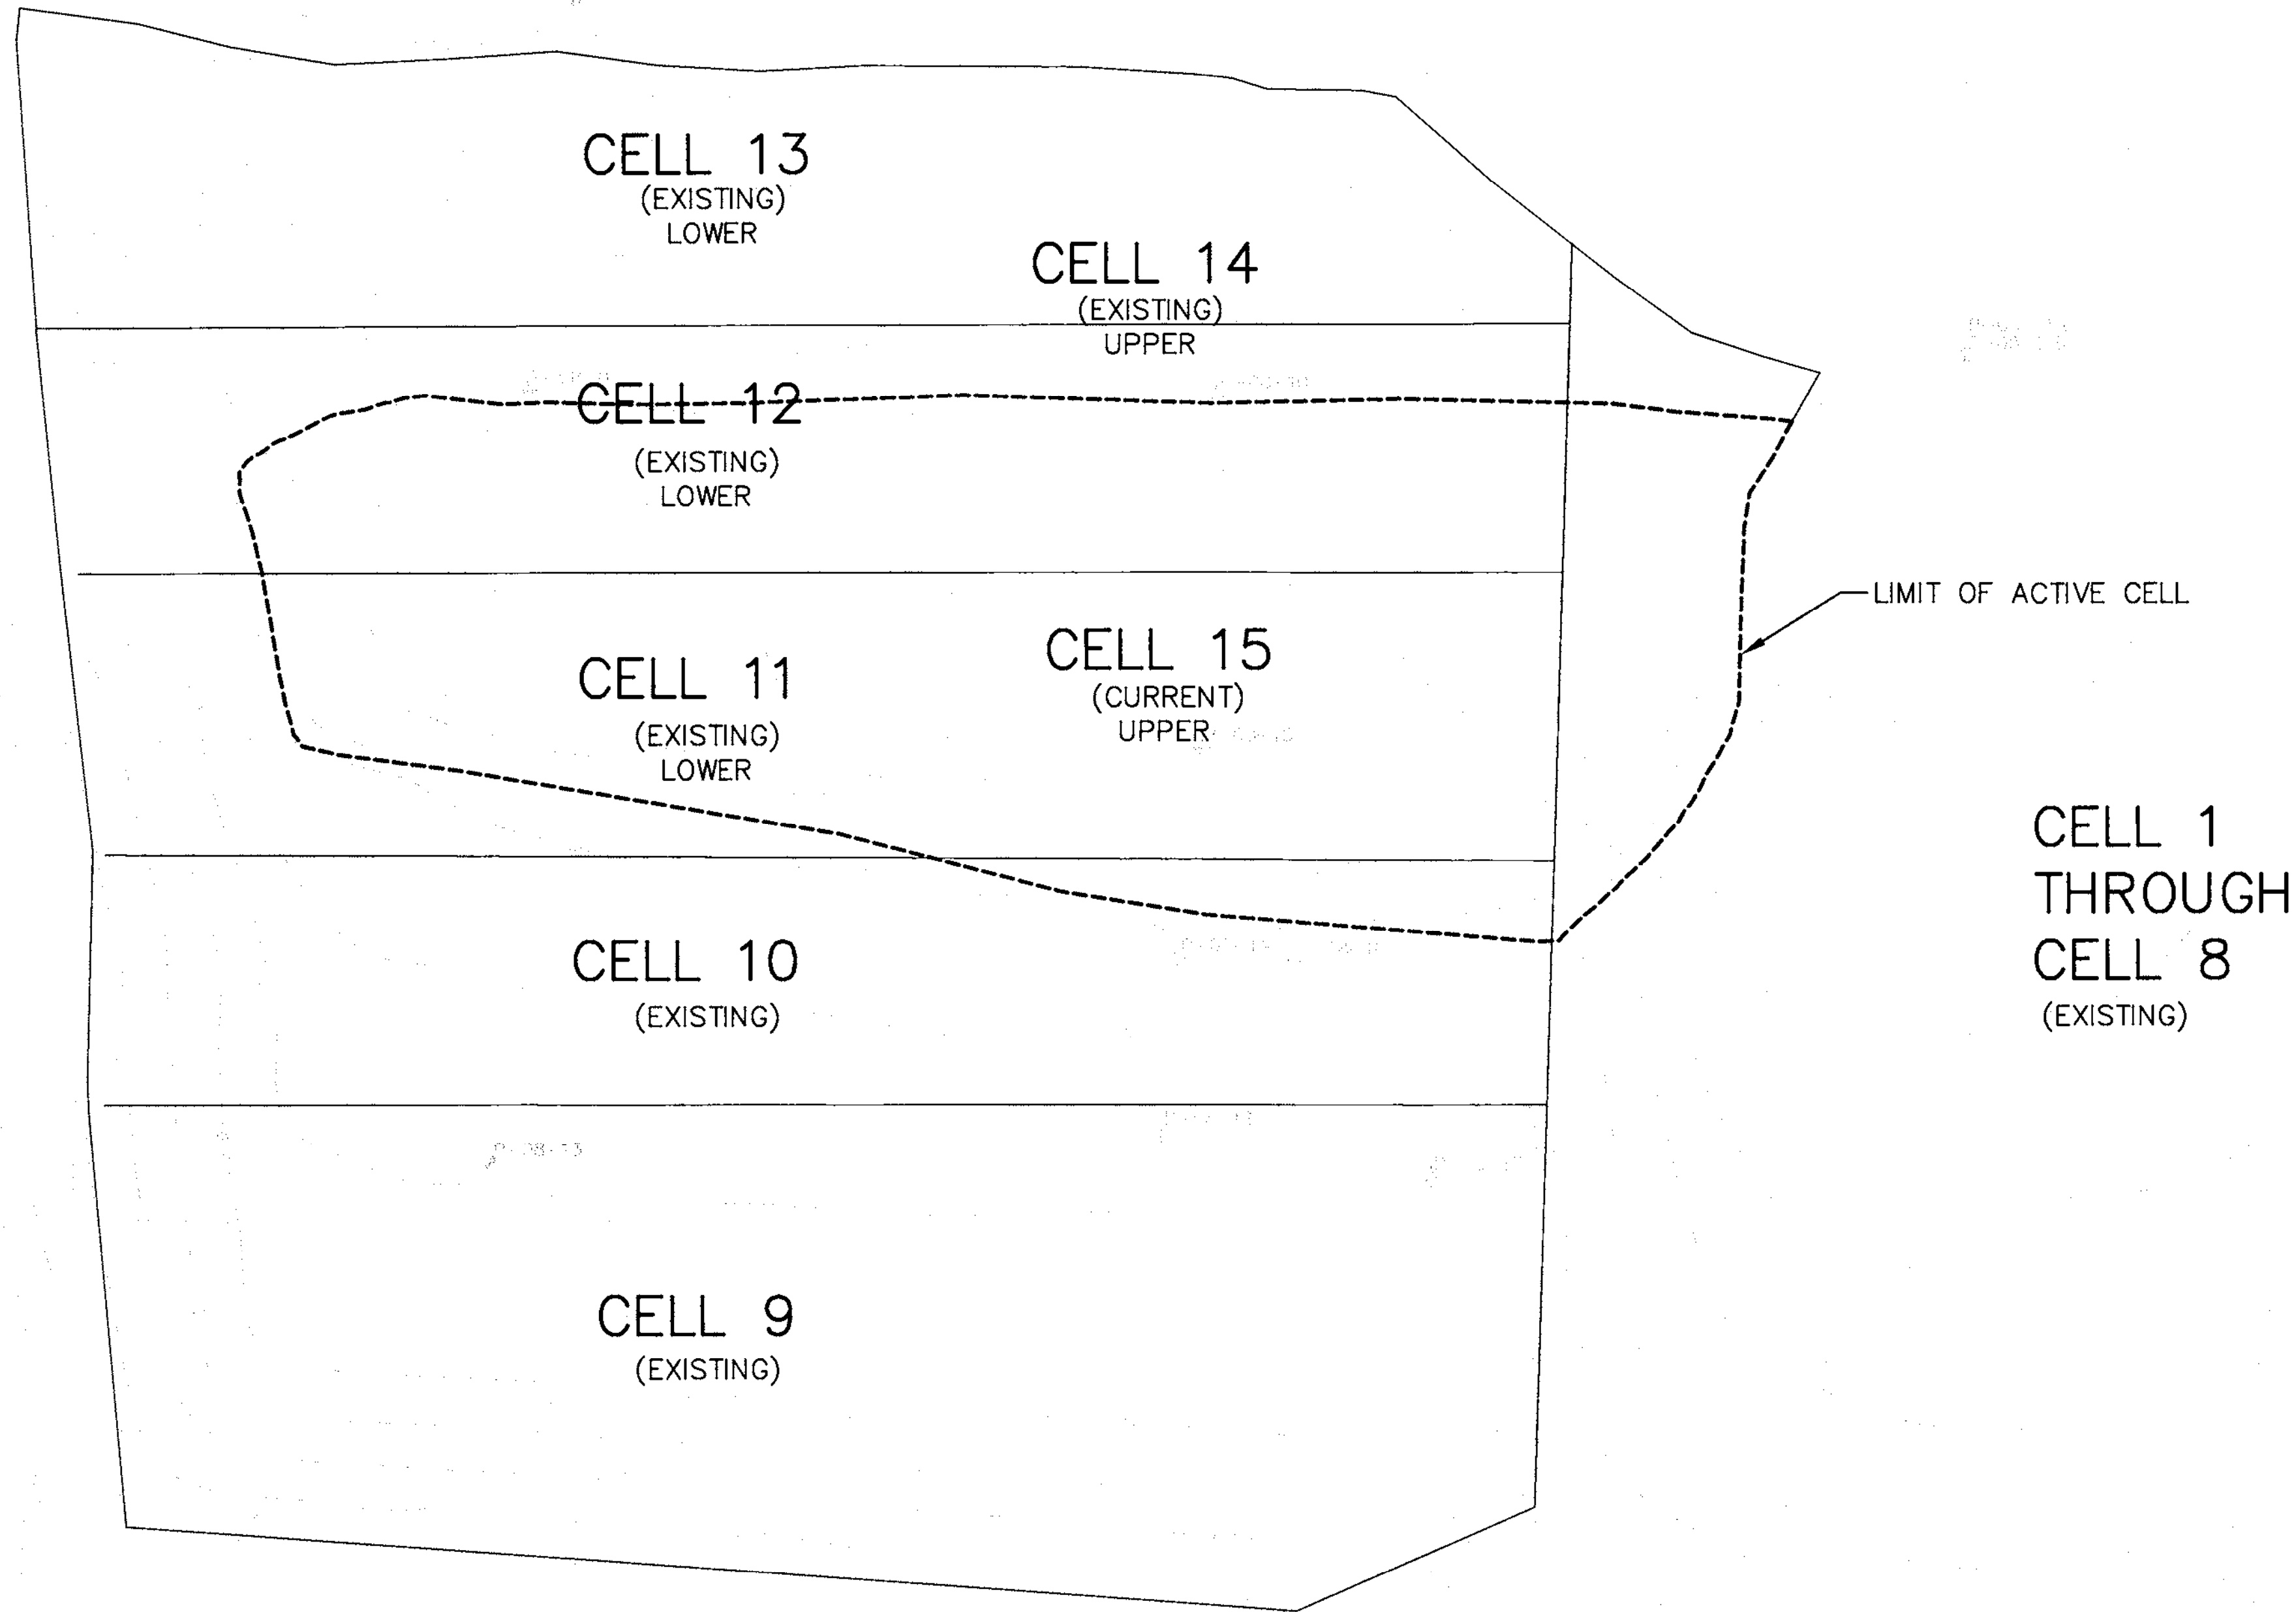 CELL 13
(EXISTING)
LOWER
CELL 14
(EXISTING)
UPPER
CELL 12
(EXISTING)
LOWER
LIMIT OF ACTIVE CELL
CELL 15
(CURRENT)
UPPER
CELL 11
(EXISTING)
LOWER
CELL 1
THROUGH
CELL 8
(EXISTING)
CELL 10
(EXISTING)
CELL 9
(EXISTING)